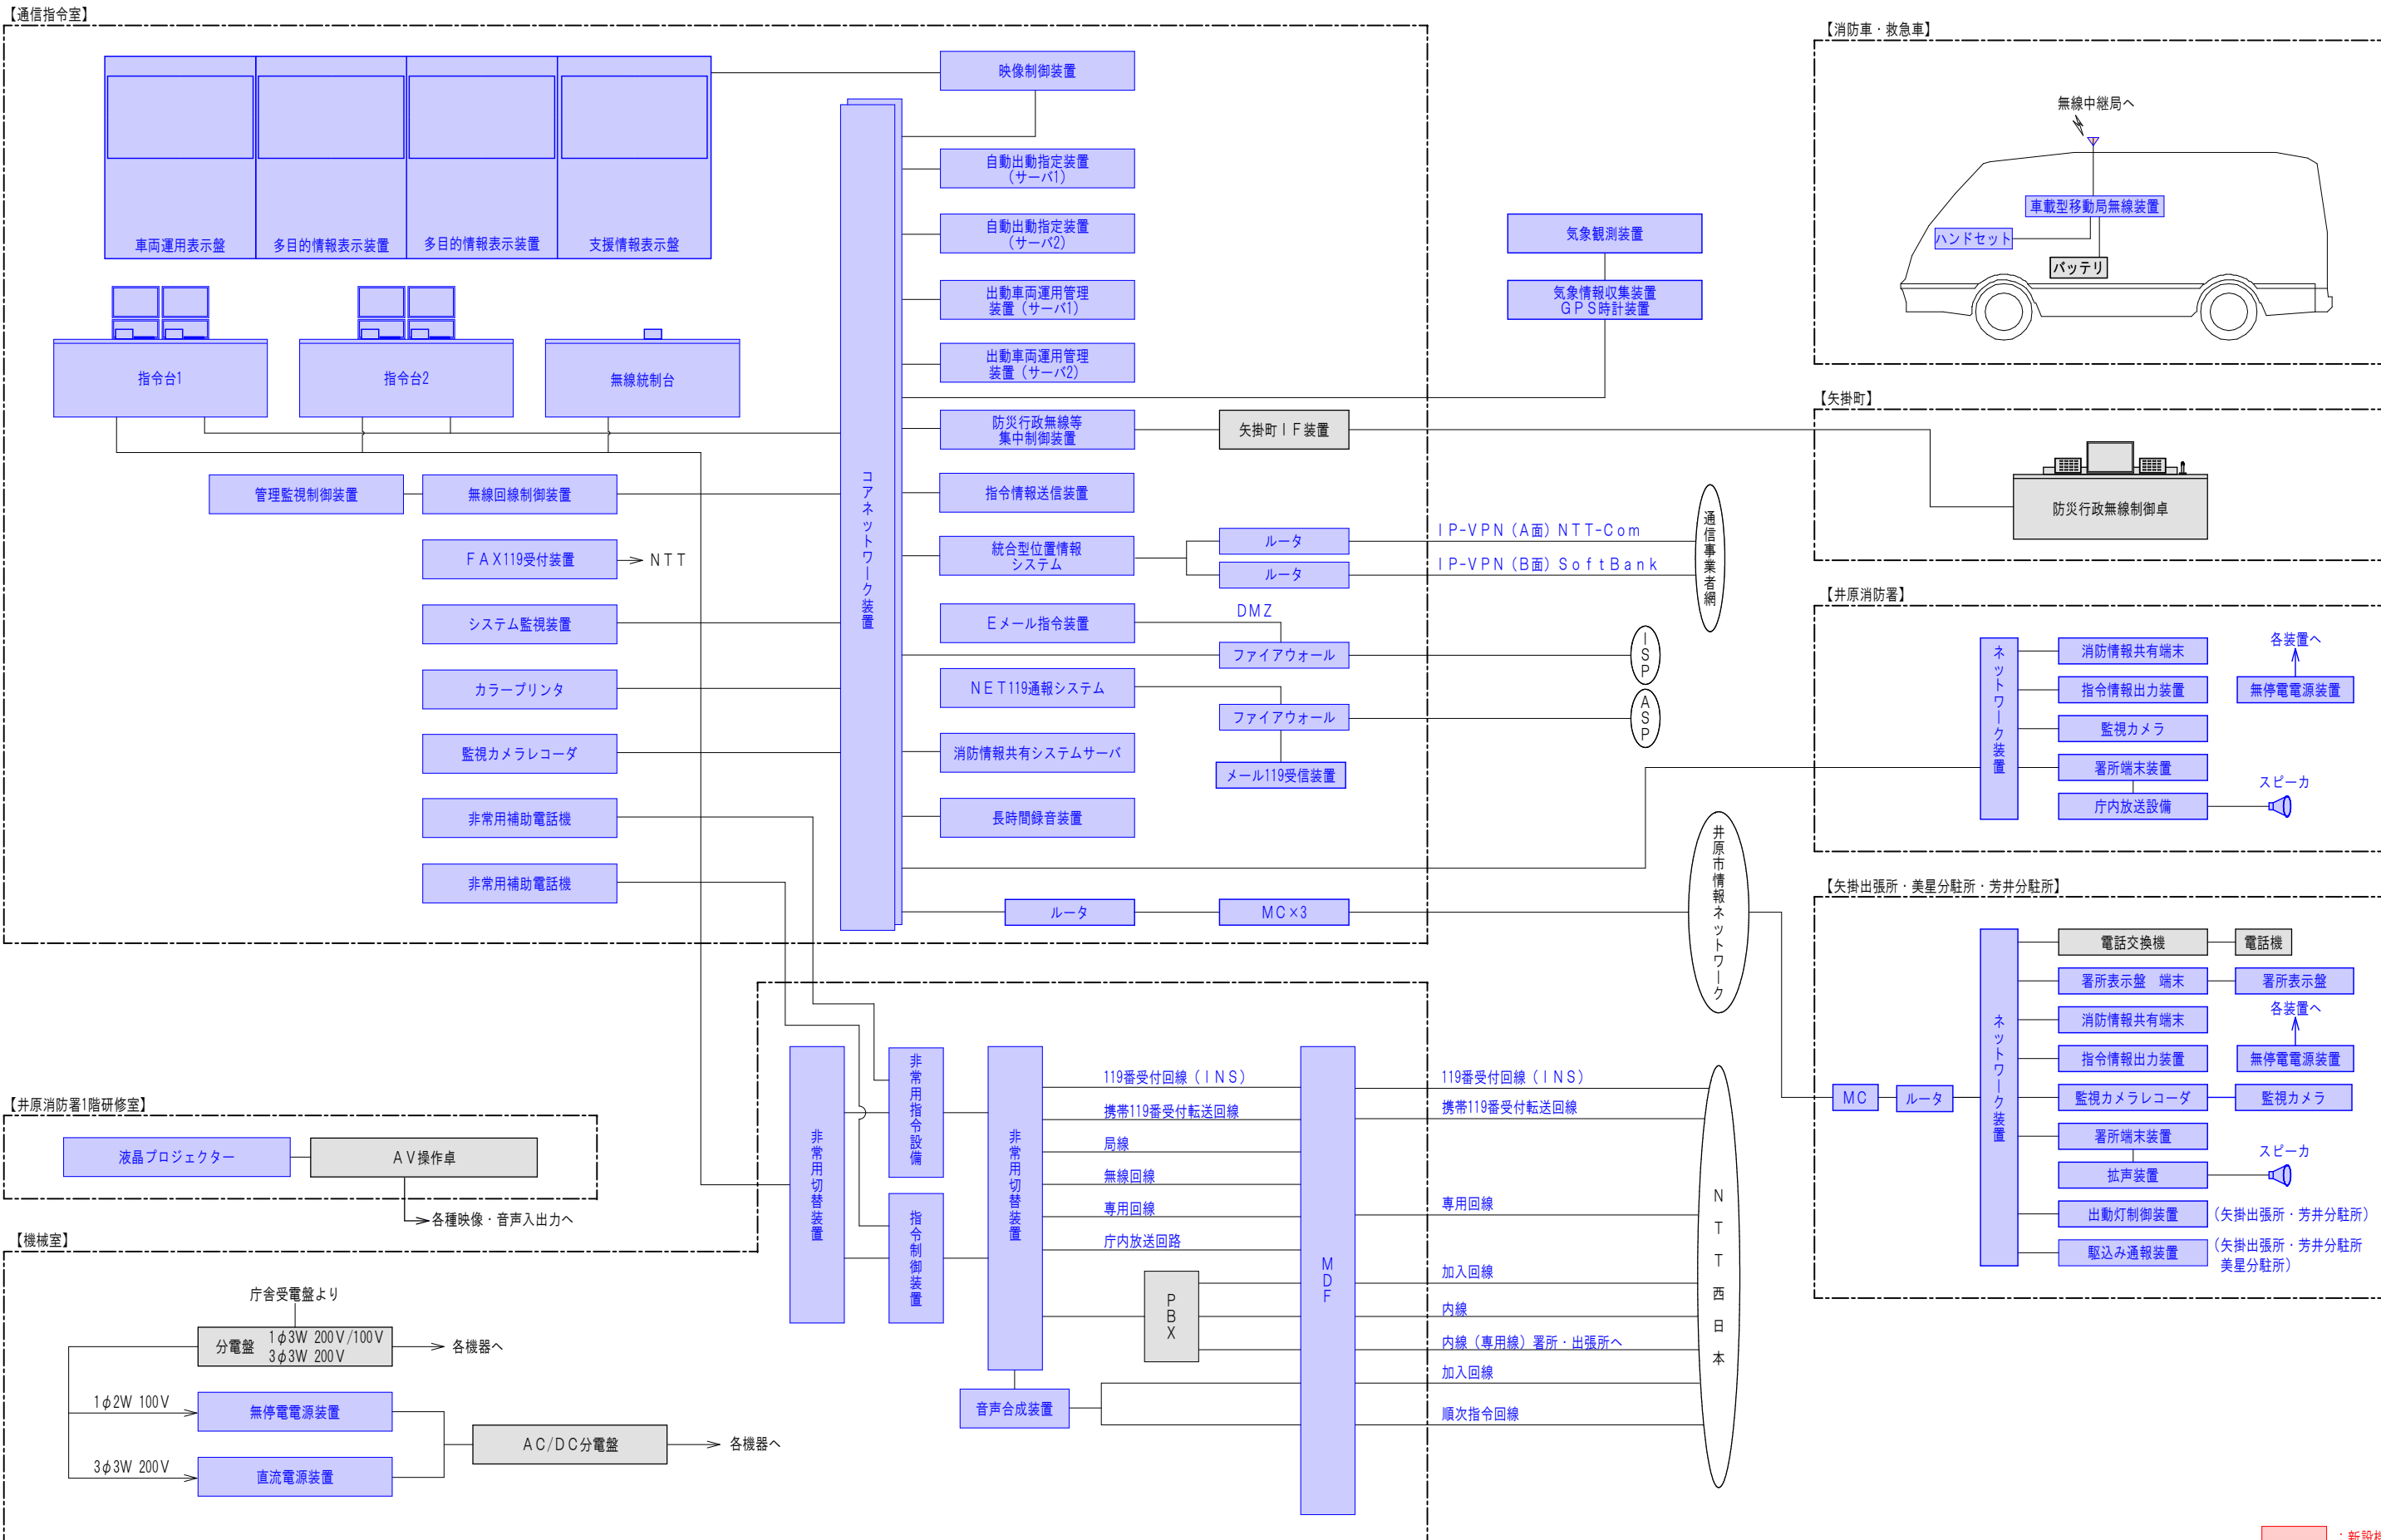 【通信指令室】
車両運用表示盤
多目的情報表示装置
多目的情報表示装置
支援情報表示盤
指令台1
指令台2
無線統制台
管理監視制御装置
無線回線制御装置
ＦＡＸ119受付装置
ＮＴＴ
システム監視装置
カラープリンタ
監視カメラレコーダ
非常用補助電話機
非常用補助電話機
コアネットワーク装置
映像制御装置
自動出動指定装置
（サーバ1）
自動出動指定装置
（サーバ2）
出動車両運用管理
装置（サーバ1）
出動車両運用管理
装置（サーバ2）
防災行政無線等
集中制御装置
矢掛町ＩＦ装置
指令情報送信装置
統合型位置情報
システム
ルータ
ルータ
Ｅメール指令装置
DMZ
ファイアウォール
ＮＥＴ119通報システム
ファイアウォール
メール119受信装置
消防情報共有システムサーバ
長時間録音装置
ルータ
MC×3
気象観測装置
気象情報収集装置
ＧＰＳ時計装置
ＩＰ-ＶＰＮ（A面）ＮＴＴ-Ｃｏｍ
ＩＰ-ＶＰＮ（B面）ＳｏｆｔＢａｎｋ
通信事業者網
ＩＳＰ
ＡＳＰ
井原市情報ネットワーク
【消防車・救急車】
無線中継局へ
車載型移動局無線装置
ハンドセット
バッテリ
【矢掛町】
防災行政無線制御卓
【井原消防署】
ネットワーク装置
消防情報共有端末
指令情報出力装置
監視カメラ
署所端末装置
庁内放送設備
各装置へ
無停電電源装置
スピーカ
【矢掛出張所・美星分駐所・芳井分駐所】
MC
ルータ
ネットワーク装置
電話交換機
電話機
署所表示盤　端末
署所表示盤
消防情報共有端末
各装置へ
指令情報出力装置
無停電電源装置
監視カメラレコーダ
監視カメラ
署所端末装置
拡声装置
スピーカ
出動灯制御装置
（矢掛出張所・芳井分駐所）
駆込み通報装置
（矢掛出張所・芳井分駐所
美星分駐所）
【井原消防署1階研修室】
液晶プロジェクター
ＡＶ操作卓
各種映像・音声入出力へ
【機械室】
庁舎受電盤より
分電盤
1φ3W 200V/100V
3φ3W 200V
各機器へ
1φ2W 100V
無停電電源装置
3φ3W 200V
直流電源装置
ＡＣ/ＤＣ分電盤
各機器へ
非常用切替装置
非常用指令設備
指令制御装置
非常用切替装置
音声合成装置
119番受付回線（ＩＮＳ）
携帯119番受付転送回線
局線
無線回線
専用回線
庁内放送回路
ＰＢＸ
ＭＤＦ
119番受付回線（ＩＮＳ）
携帯119番受付転送回線
専用回線
加入回線
内線
内線（専用線）署所・出張所へ
加入回線
順次指令回線
ＮＴＴ西日本
：新設